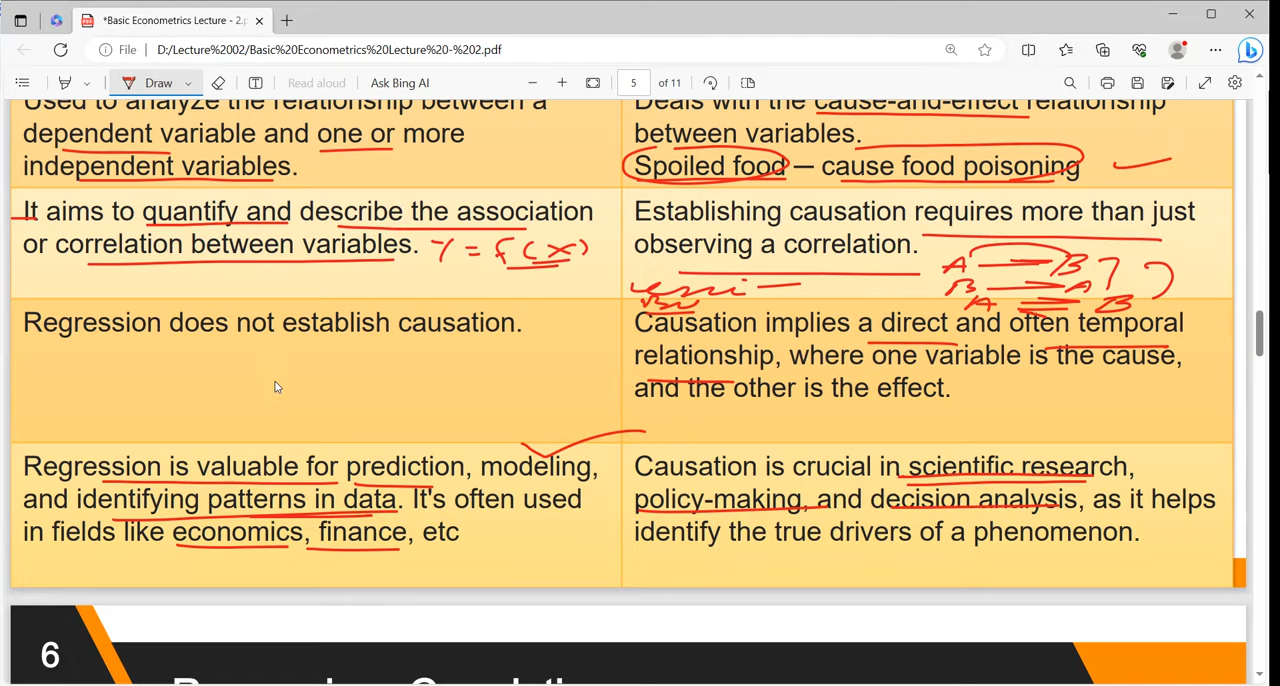 *Basic Econometrics Lecture - 2.p
File | D:/Lecture%2002/Basic%20Econometrics%20Lecture%20-%202.pdf
Draw
Read aloud
Ask Bing AI
5 of 11
Used to analyze the relationship between a
dependent variable and one or more
independent variables.
Deals with the cause-and-effect relationship
between variables.
Spoiled food – cause food poisoning
It aims to quantify and describe the association
or correlation between variables.
Y = f(x)
Establishing causation requires more than just
observing a correlation.
A B
B A
A B
Regression does not establish causation.
Causation implies a direct and often temporal
relationship, where one variable is the cause,
and the other is the effect.
Regression is valuable for prediction, modeling,
and identifying patterns in data. It's often used
in fields like economics, finance, etc
Causation is crucial in scientific research,
policy-making, and decision analysis, as it helps
identify the true drivers of a phenomenon.
6